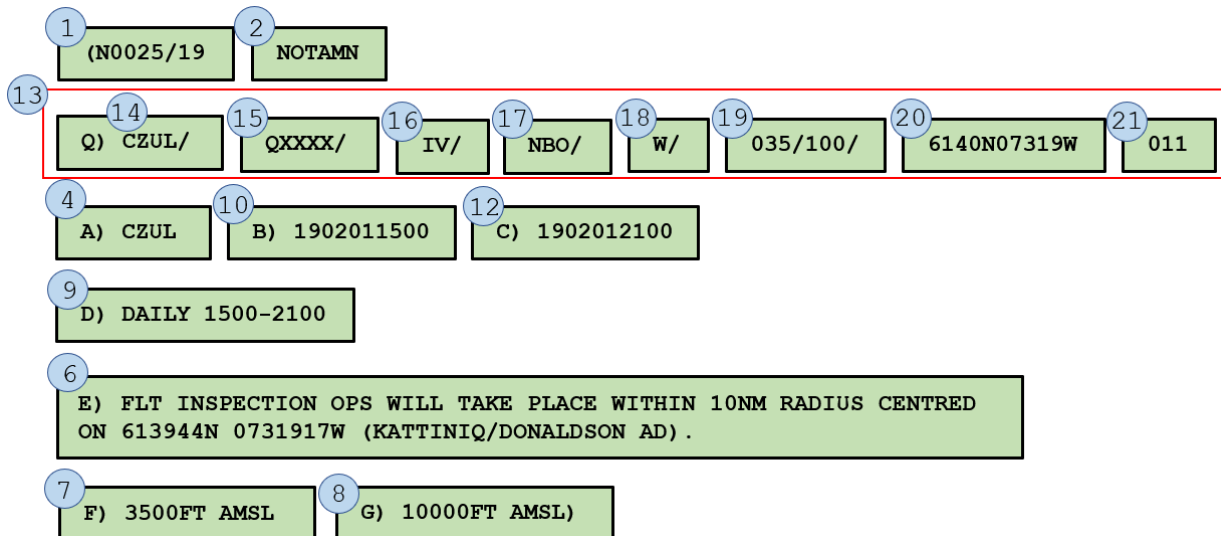 1 2
(N0025/19 NOTAMN
13 14 15 16 17 18 19 20 21
Q) CZUL/ QXXXX/ IV/ NBO/ W/ 035/100/ 6140N07319W 011
4 10 12
A) CZUL B) 1902011500 C) 1902012100
9
D) DAILY 1500-2100
6
E) FLT INSPECTION OPS WILL TAKE PLACE WITHIN 10NM RADIUS CENTRED
ON 613944N 0731917W (KATTINIQ/DONALDSON AD).
7 8
F) 3500FT AMSL G) 10000FT AMSL)